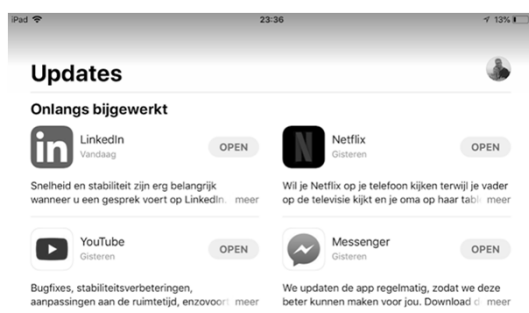 iPad 23:36 13%
Updates
Onlangs bijgewerkt
in LinkedIn
Vandaag
OPEN
Snelheid en stabiliteit zijn erg belangrijk
wanneer u een gesprek voert op LinkedIn. meer
N Netflix
Gisteren
OPEN
Wil je Netflix op je telefoon kijken terwijl je vader
op de televisie kijkt en je oma op haar meer
YouTube
Gisteren
OPEN
Bugfixes, stabiliteitsverbeteringen,
aanpassingen aan de ruimtetijd, enzovoort meer
Messenger
Gisteren
OPEN
We updaten de app regelmatig, zodat we deze
beter kunnen maken voor jou. Download meer